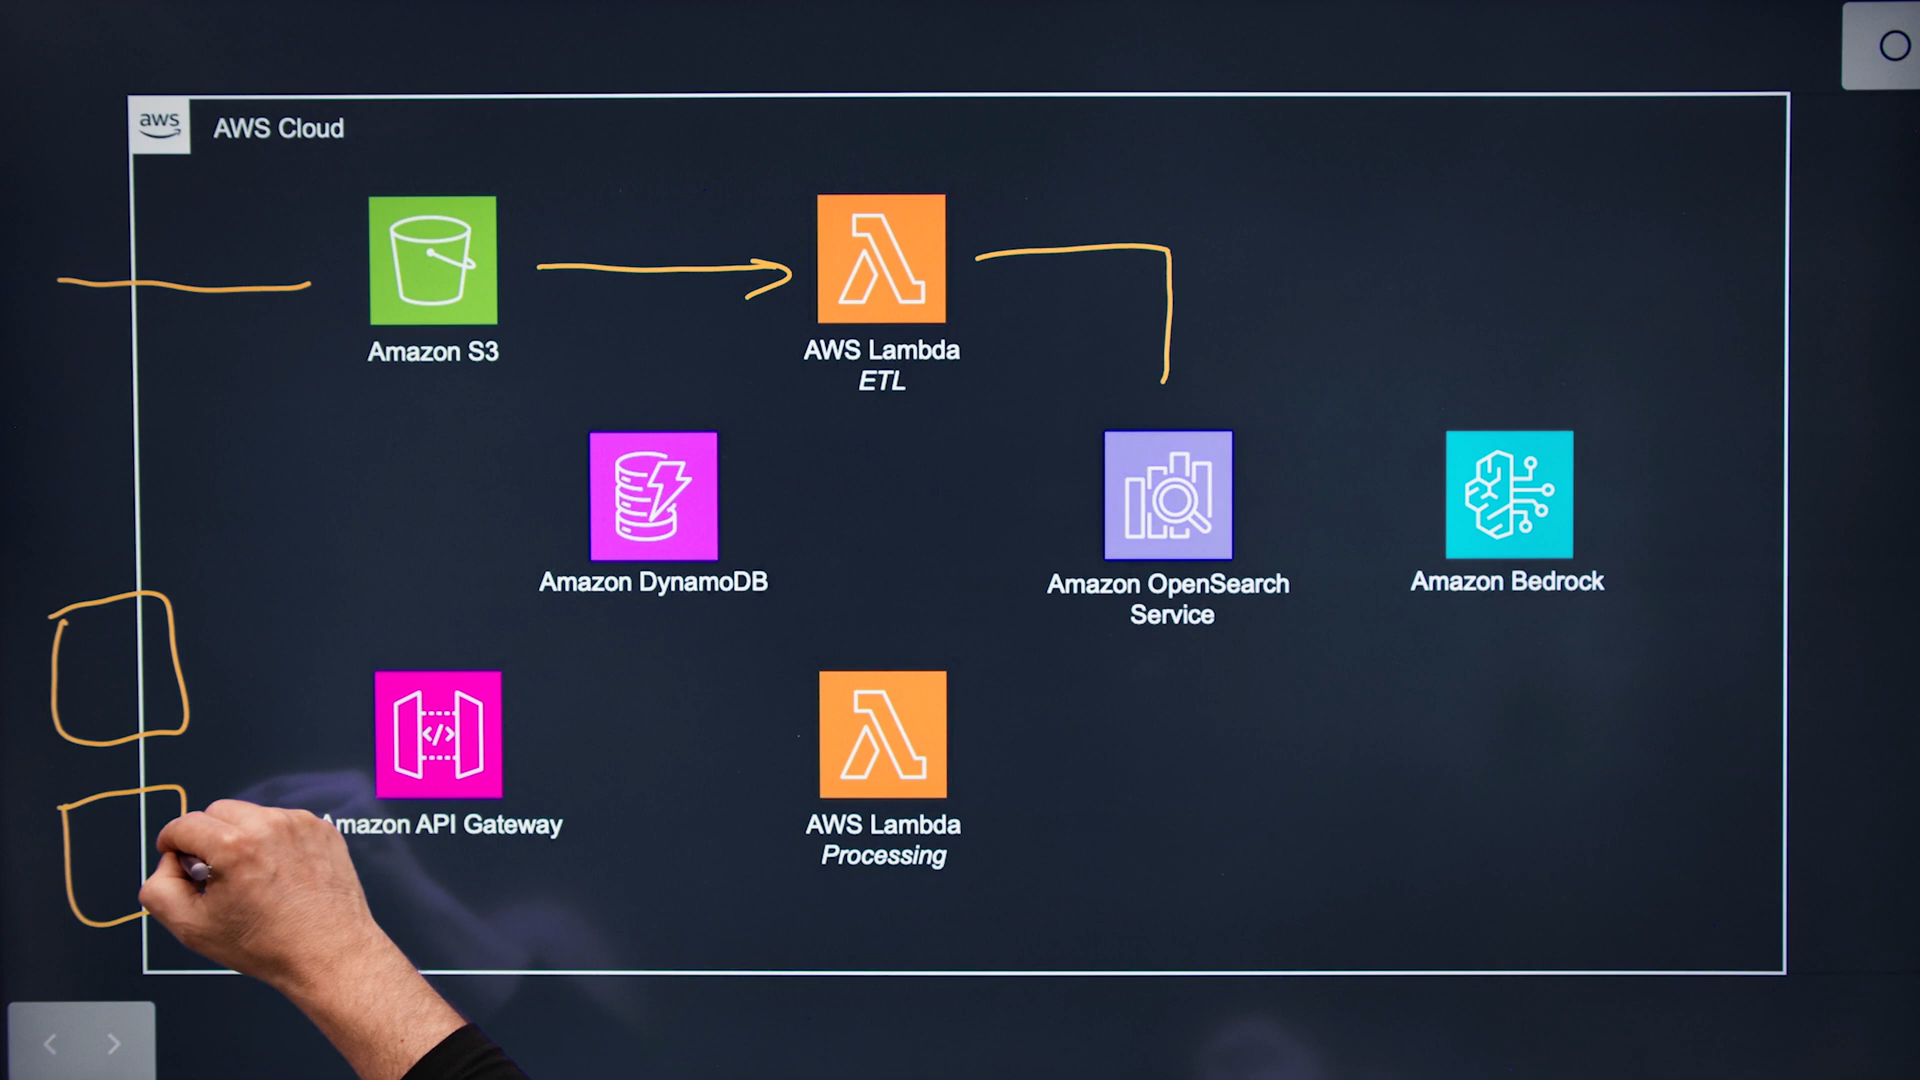 aws
AWS Cloud
Amazon S3
AWS Lambda
ETL
Amazon DynamoDB
Amazon OpenSearch
Service
Amazon Bedrock
Amazon API Gateway
AWS Lambda
Processing